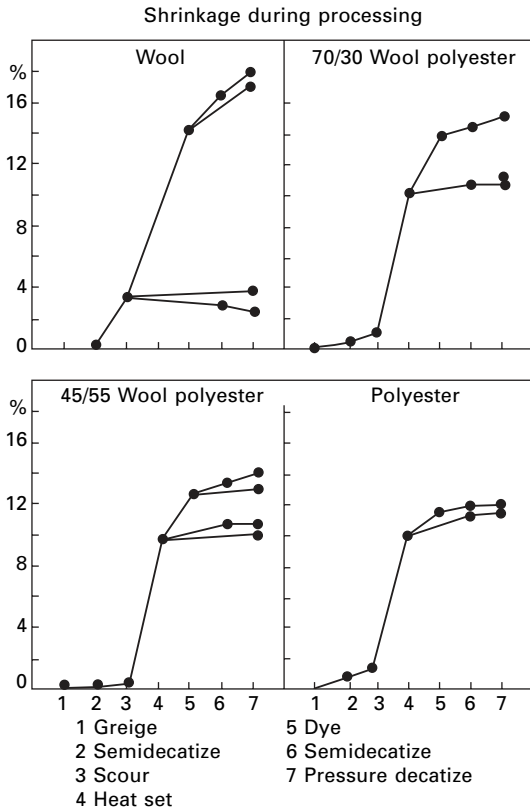 Shrinkage during processing
Wool
70/30 Wool polyester
%
16
12
8
4
0
45/55 Wool polyester
Polyester
%
16
12
8
4
0
1 2 3 4 5 6 7
1 2 3 4 5 6 7
1 Greige
2 Semidecatize
3 Scour
4 Heat set
5 Dye
6 Semidecatize
7 Pressure decatize